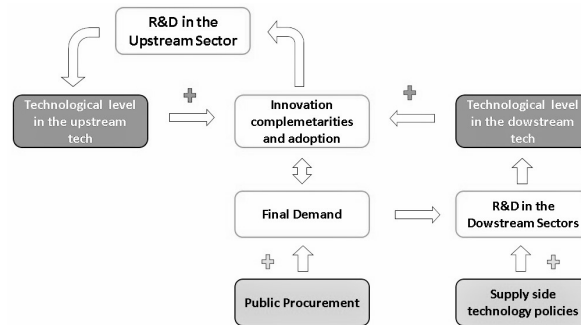 R&D in the
Upstream Sector
Technological level
in the upstream
tech
+
Innovation
complemetarities
and adoption
+
Technological level
in the dowstream
tech
Final Demand
R&D in the
Dowstream Sectors
+
Public Procurement
+
Supply side
technology policies